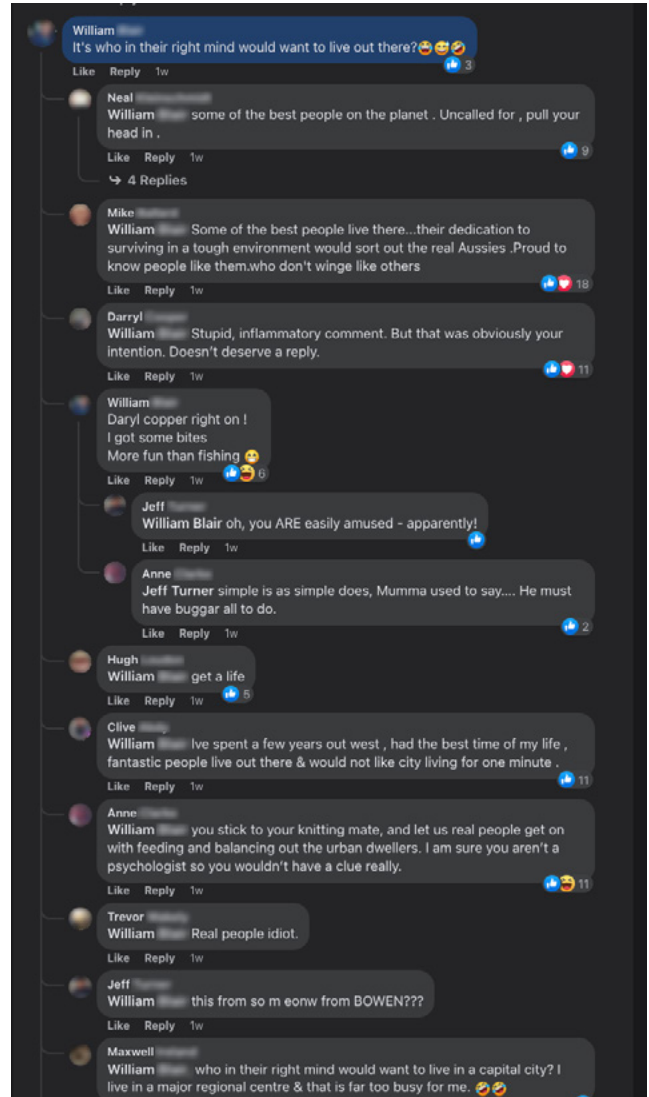 William
It's who in their right mind would want to live out there?😩😅🤣
Like Reply 1w
3
Neal
William some of the best people on the planet . Uncalled for , pull your
head in .
Like Reply 1w
9
4 Replies
Mike
William Some of the best people live there...their dedication to
surviving in a tough environment would sort out the real Aussies .Proud to
know people like them.who don't winge like others
Like Reply 1w
18
Darryl
William Stupid, inflammatory comment. But that was obviously your
intention. Doesn't deserve a reply.
Like Reply 1w
11
William
Daryl copper right on !
I got some bites
More fun than fishing 😁
Like Reply 1w
6
Jeff
William Blair oh, you ARE easily amused - apparently!
Like Reply 1w
Anne
Jeff Turner simple is as simple does, Mumma used to say.... He must
have buggar all to do.
Like Reply 1w
2
Hugh
William get a life
Like Reply 1w
5
Clive
William Ive spent a few years out west , had the best time of my life ,
fantastic people live out there & would not like city living for one minute .
Like Reply 1w
11
Anne
William you stick to your knitting mate, and let us real people get on
with feeding and balancing out the urban dwellers. I am sure you aren't a
psychologist so you wouldn't have a clue really.
Like Reply 1w
11
Trevor
William Real people idiot.
Like Reply 1w
Jeff
William this from so m eonw from BOWEN???
Like Reply 1w
Maxwell
William who in their right mind would want to live in a capital city? I
live in a major regional centre & that is far too busy for me. 🤣🤣